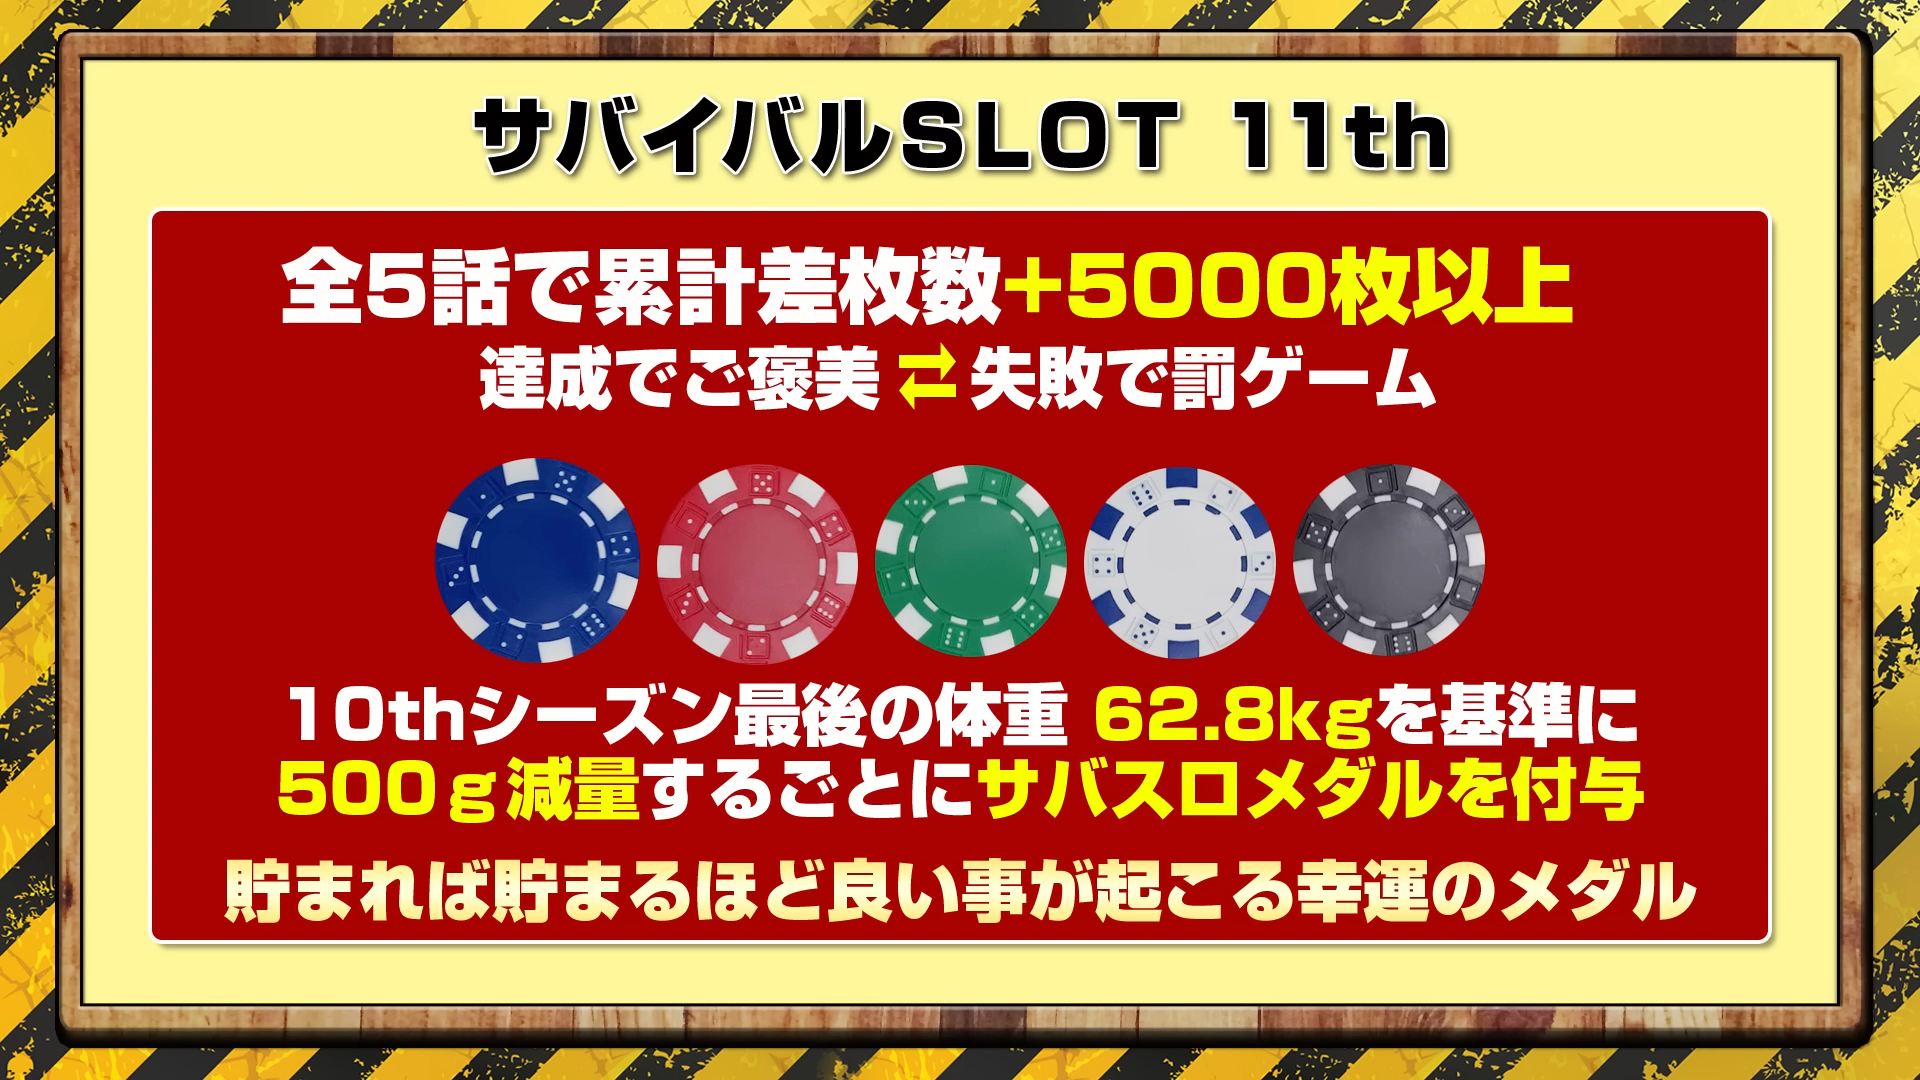 サバイバルSLOT 11th
全5話で累計差枚数+5000枚以上
達成でご褒美⇄失敗で罰ゲーム
10thシーズン最後の体重 62.8kgを基準に
500g減量するごとにサバスロメダルを付与
貯まれば貯まるほど良い事が起こる幸運のメダル